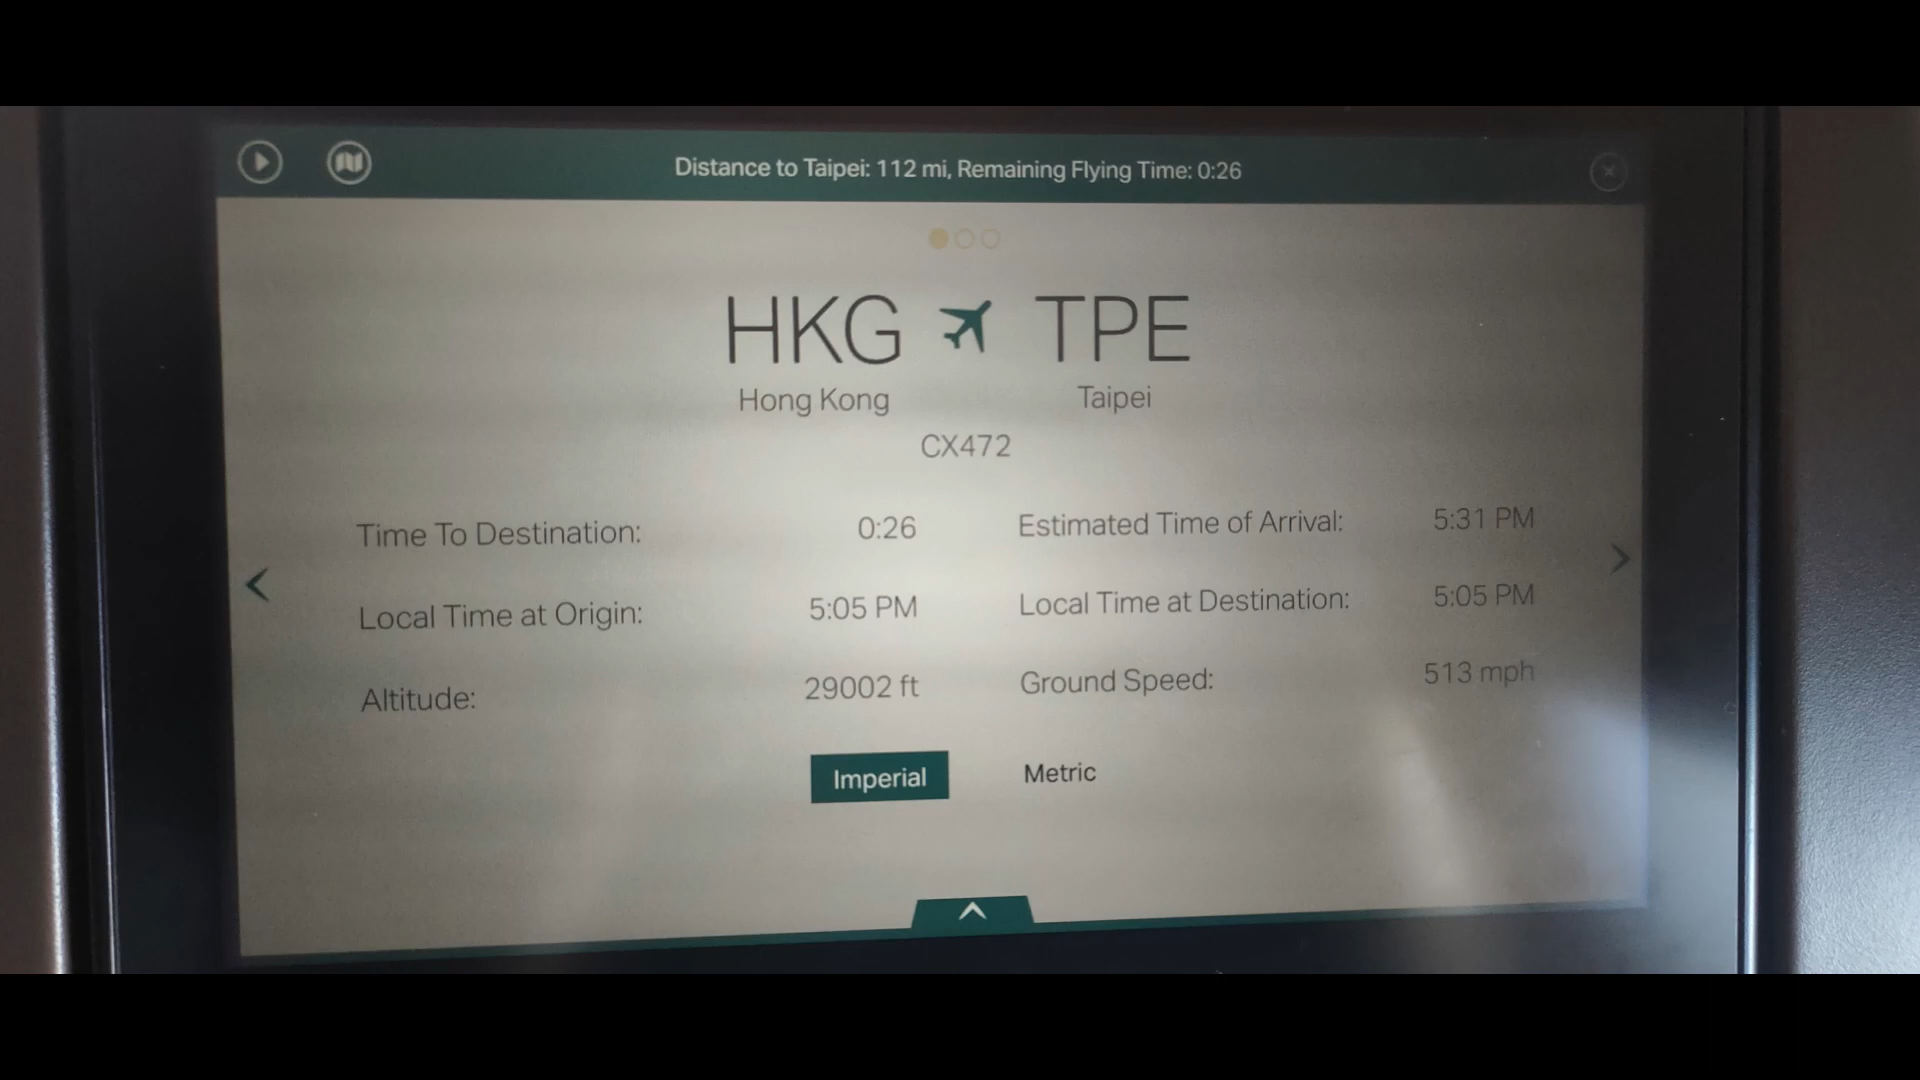 Distance to Taipei: 112 mi, Remaining Flying Time: 0:26
HKG TPE
Hong Kong Taipei
CX472
Time To Destination: 0:26 Estimated Time of Arrival: 5:31 PM
Local Time at Origin: 5:05 PM Local Time at Destination: 5:05 PM
Altitude: 29002 ft Ground Speed: 513 mph
Imperial Metric